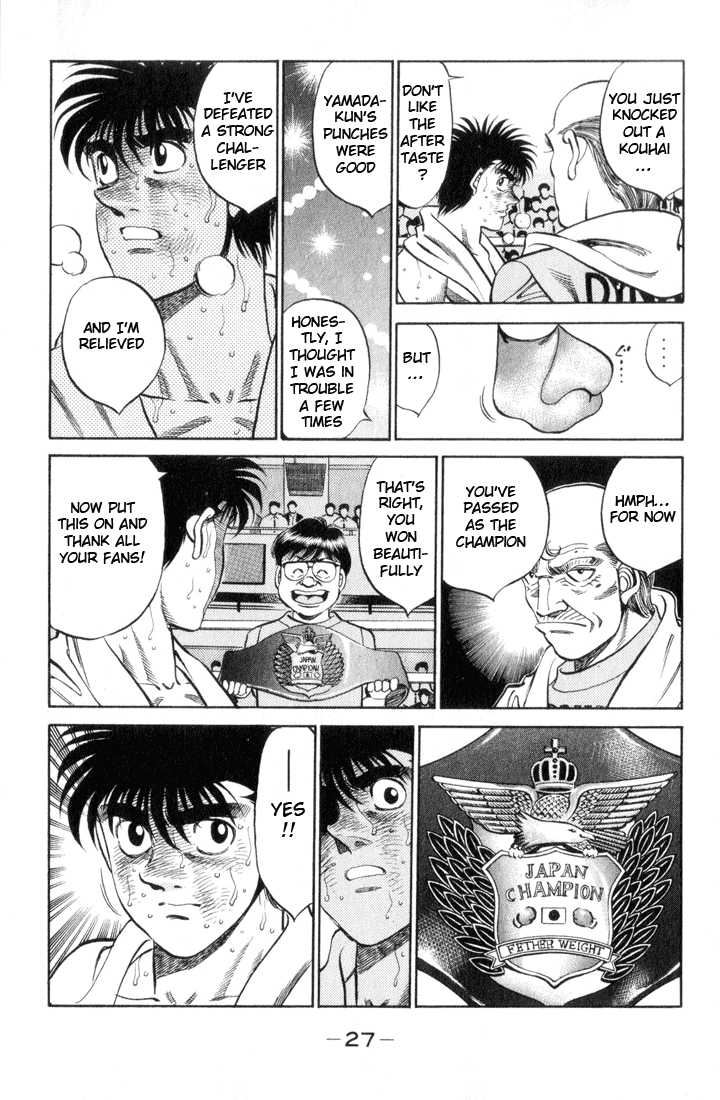 YOU JUST
KNOCKED
OUT A
KOUHAI
...
DON'T
LIKE
THE
AFTER
TASTE
?
......
ぐ
BUT
...
YAMADA-
KUN'S
PUNCHES
WERE
GOOD
HONES-
TLY, I
THOUGHT
I WAS IN
TROUBLE
A FEW
TIMES
I'VE
DEFEATED
A STRONG
CHAL-
LENGER
AND I'M
RELIEVED
HMPH...
FOR NOW
YOU'VE
PASSED
AS THE
CHAMPION
THAT'S
RIGHT,
YOU
WON
BEAUTI-
FULLY
JAPAN
CHAMPION
NOW PUT
THIS ON AND
THANK ALL
YOUR FANS!
JAPAN
CHAMPION
FETHER WEIGHT
—
YES
!!
-27-